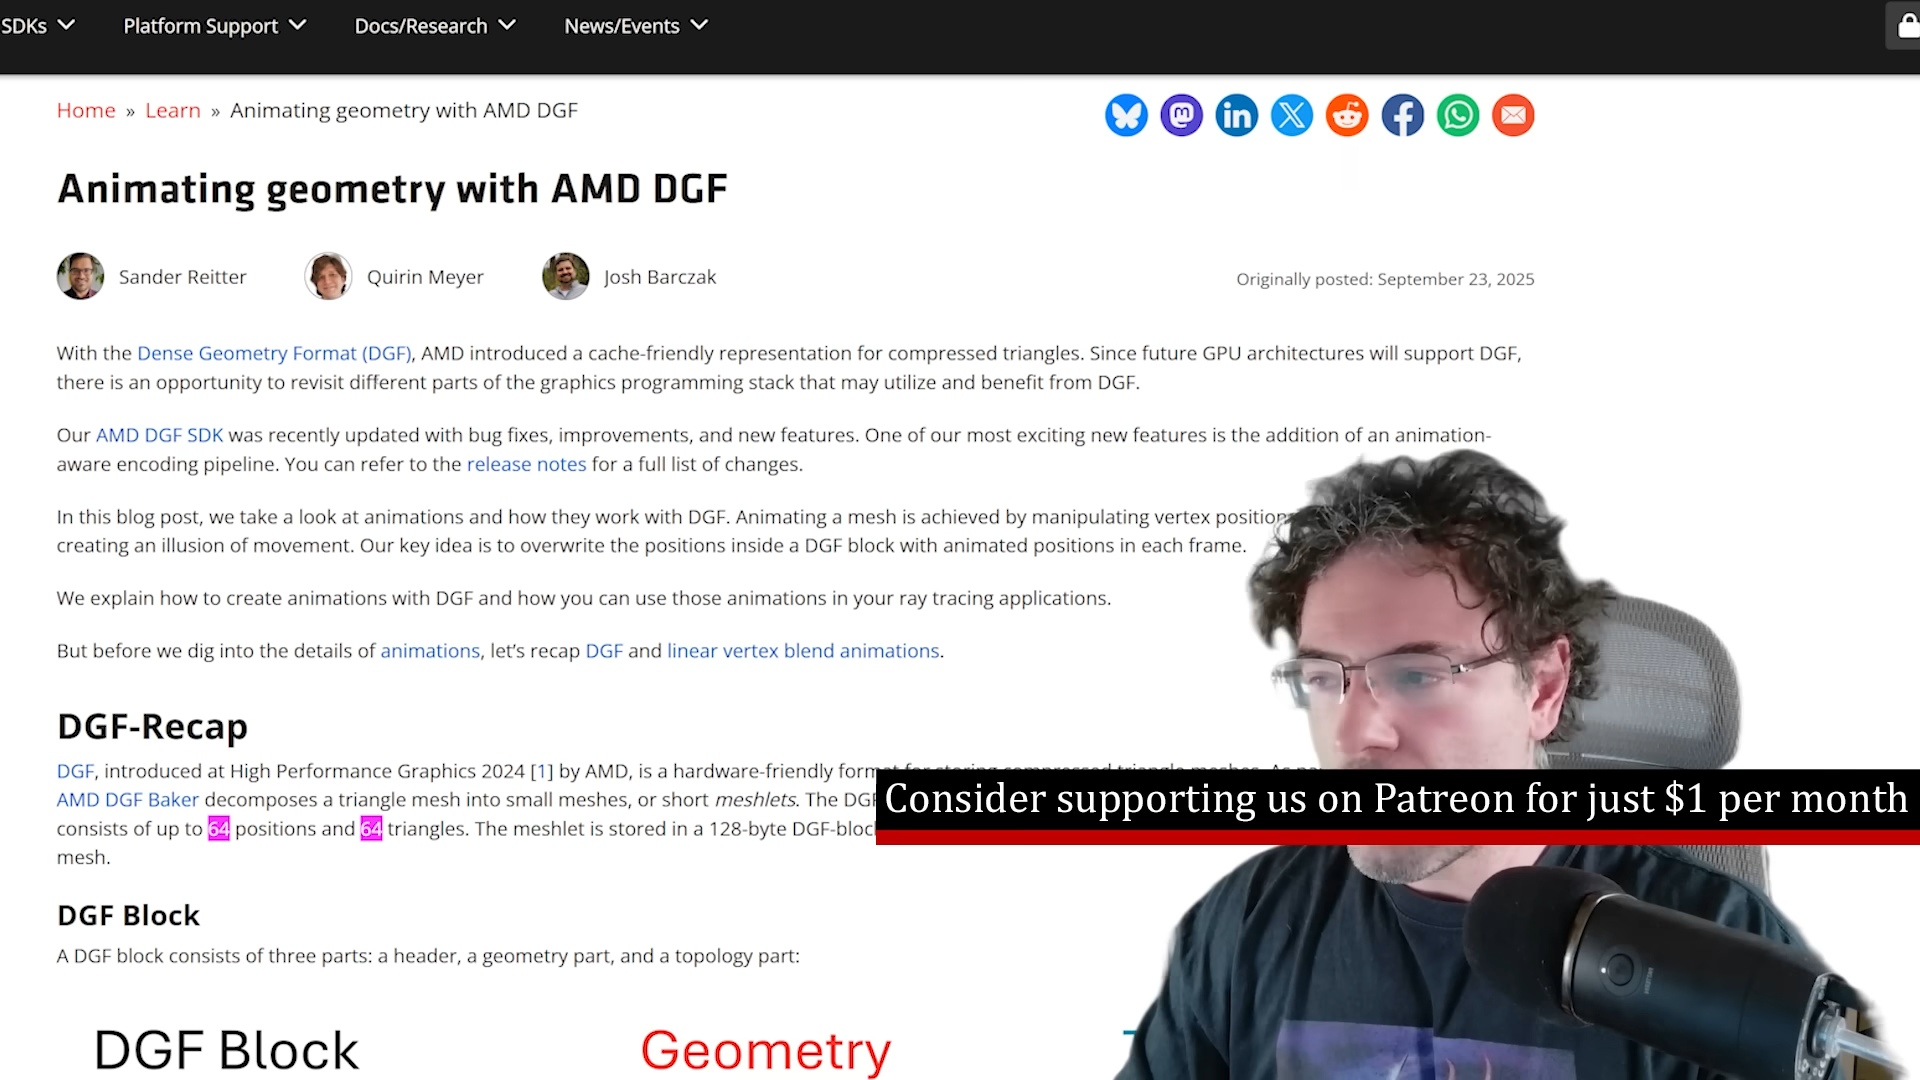 SDKs
Platform Support
Docs/Research
News/Events
Home » Learn » Animating geometry with AMD DGF
Animating geometry with AMD DGF
Sander Reitter
Quirin Meyer
Josh Barczak
Originally posted: September 23, 2025
With the Dense Geometry Format (DGF), AMD introduced a cache-friendly representation for compressed triangles. Since future GPU architectures will support DGF,
there is an opportunity to revisit different parts of the graphics programming stack that may utilize and benefit from DGF.
Our AMD DGF SDK was recently updated with bug fixes, improvements, and new features. One of our most exciting new features is the addition of an animation-
aware encoding pipeline. You can refer to the release notes for a full list of changes.
In this blog post, we take a look at animations and how they work with DGF. Animating a mesh is achieved by manipulating vertex
creating an illusion of movement. Our key idea is to overwrite the positions inside a DGF block with animated positions in each frame.
We explain how to create animations with DGF and how you can use those animations in your ray tracing applications.
But before we dig into the details of animations, let's recap DGF and linear vertex blend animations.
DGF-Recap
DGF, introduced at High Performance Graphics 2024 [1] by AMD, is a hardware-friendly format for storing compressed triangle meshes.
AMD DGF Baker decomposes a triangle mesh into small meshes, or short meshlets. The
Consider supporting us on Patreon for just $1 per month
consists of up to 64 positions and 64 triangles. The meshlet is stored in a 128-byte
mesh.
DGF Block
A DGF block consists of three parts: a header, a geometry part, and a topology part:
DGF Block
Geometry